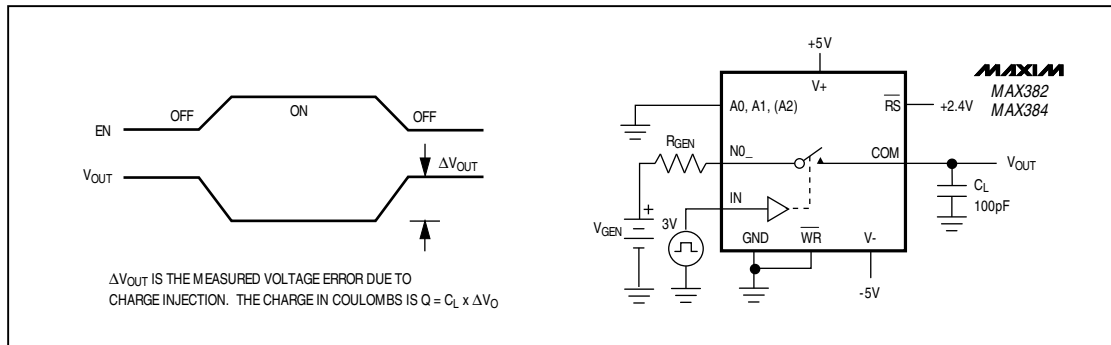 OFF
ON
OFF
EN
VOUT
ΔVOUT
ΔVOUT IS THE MEASURED VOLTAGE ERROR DUE TO
CHARGE INJECTION. THE CHARGE IN COULOMBS IS Q = CL x ΔVO
+5V
MAXIM
MAX382
MAX384
V+
A0, A1, (A2)
RS
+2.4V
RGEN
N0_
COM
VOUT
CL
100pF
IN
VGEN
+
3V
GND
WR
V-
-5V